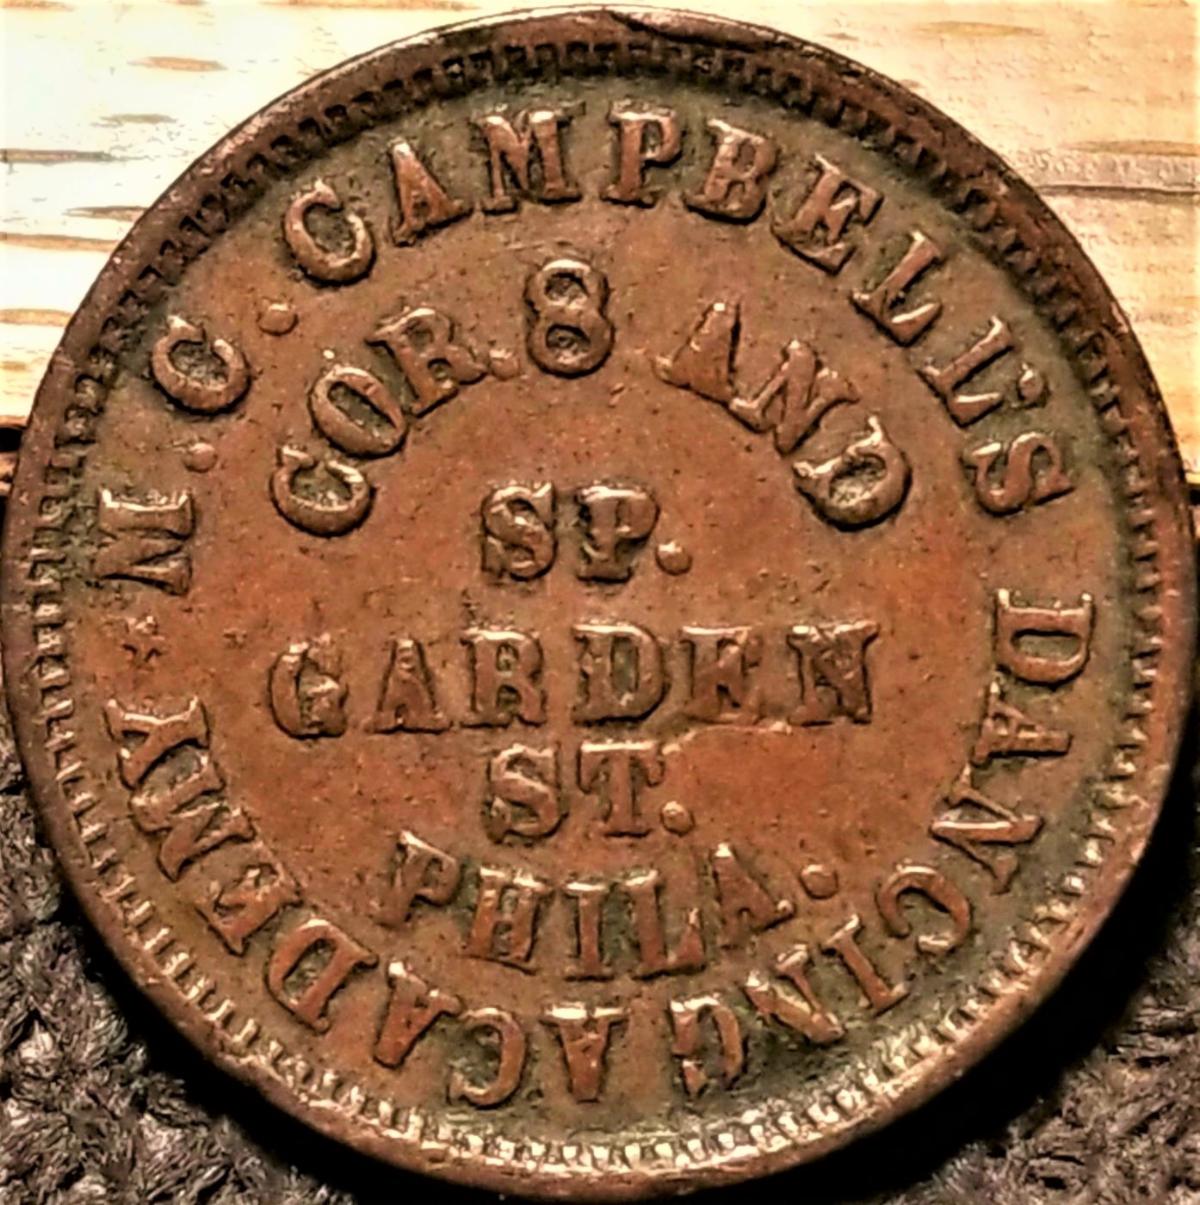 M. C. CAMPBELL'S DANCING ACADEMY
COR. 8 AND
SP.
GARDEN
ST.
PHILA.